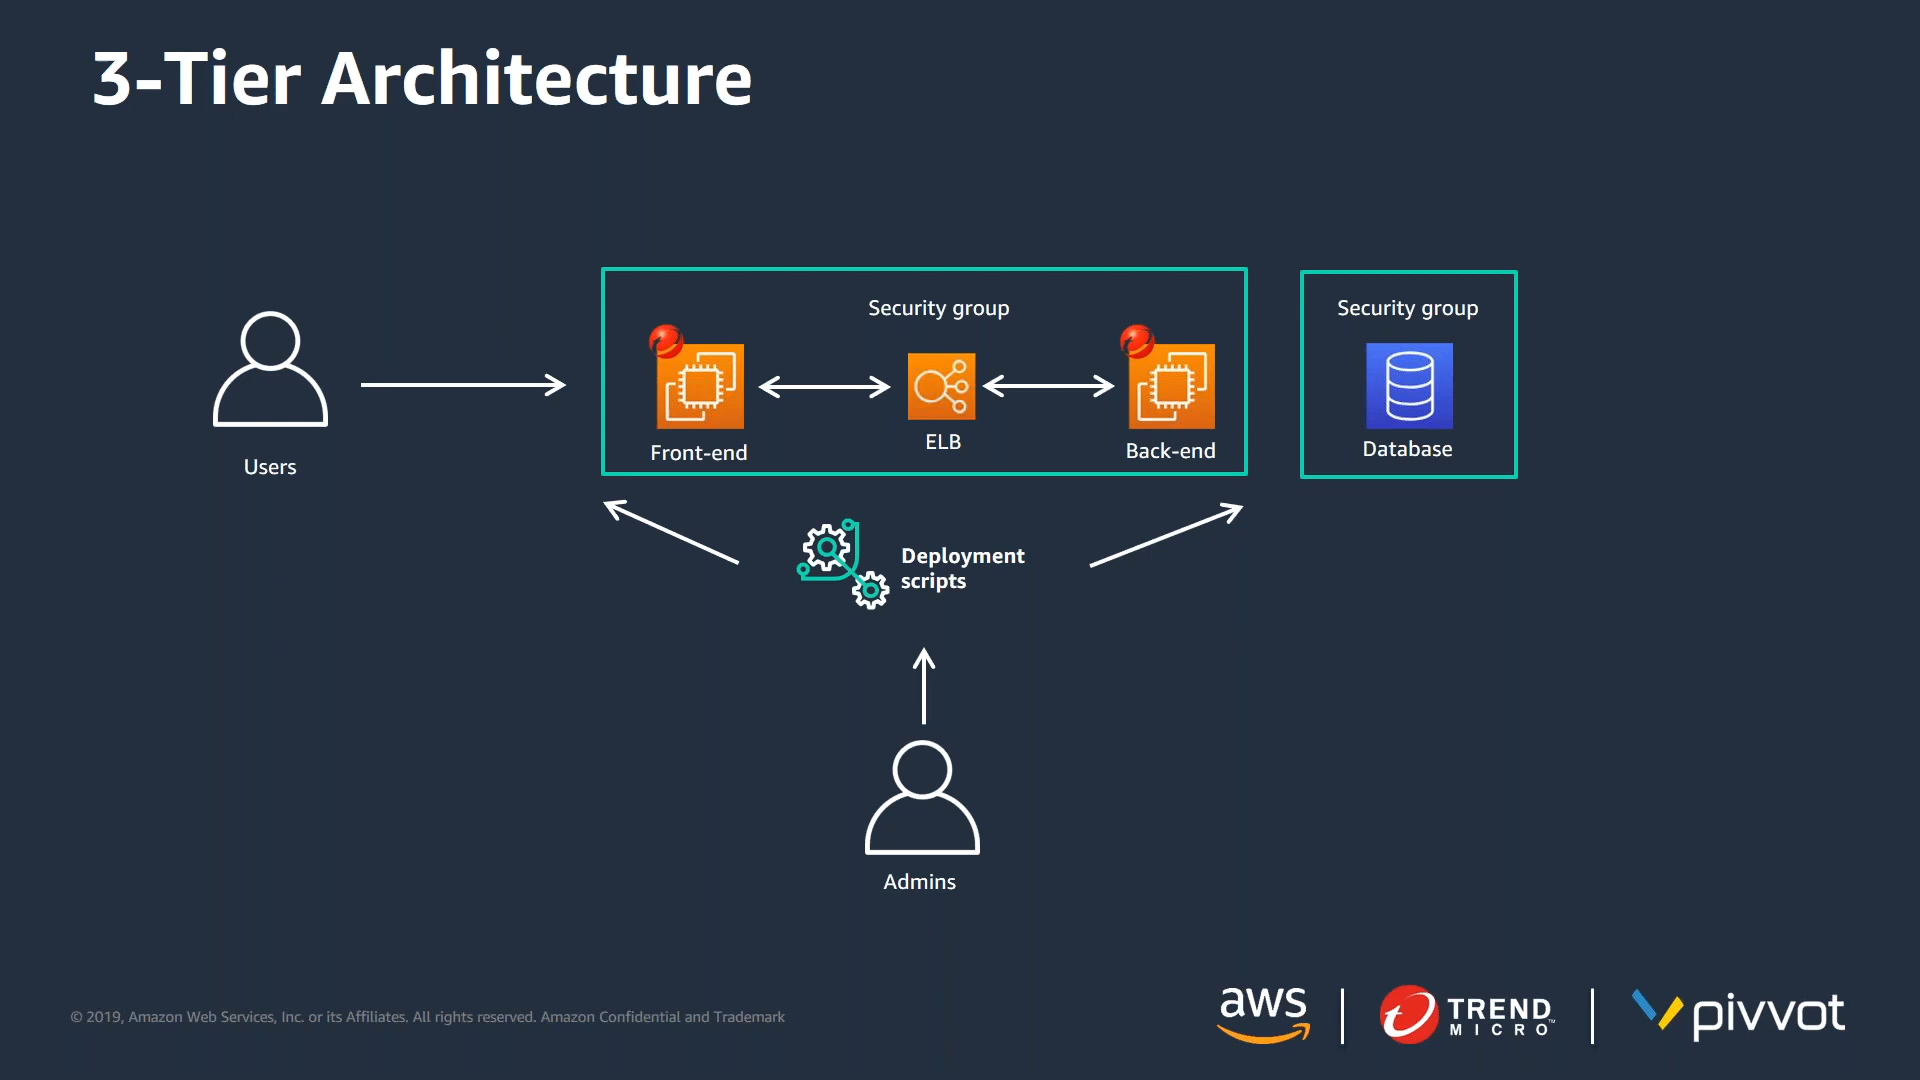 3-Tier Architecture
Security group
Security group
Front-end
ELB
Back-end
Database
Users
Deployment
scripts
Admins
© 2019, Amazon Web Services, Inc. or its Affiliates. All rights reserved. Amazon Confidential and Trademark
aws
TREND
MICRO™
pivvot